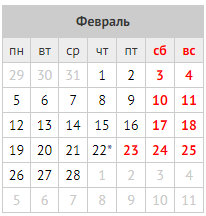 Февраль
пн вт ср чт пт сб вс
29 30 31 1 2 3 4
5 6 7 8 9 10 11
12 13 14 15 16 17 18
19 20 21 22* 23 24 25
26 27 28 1 2 3 4
5 6 7 8 9 10 11